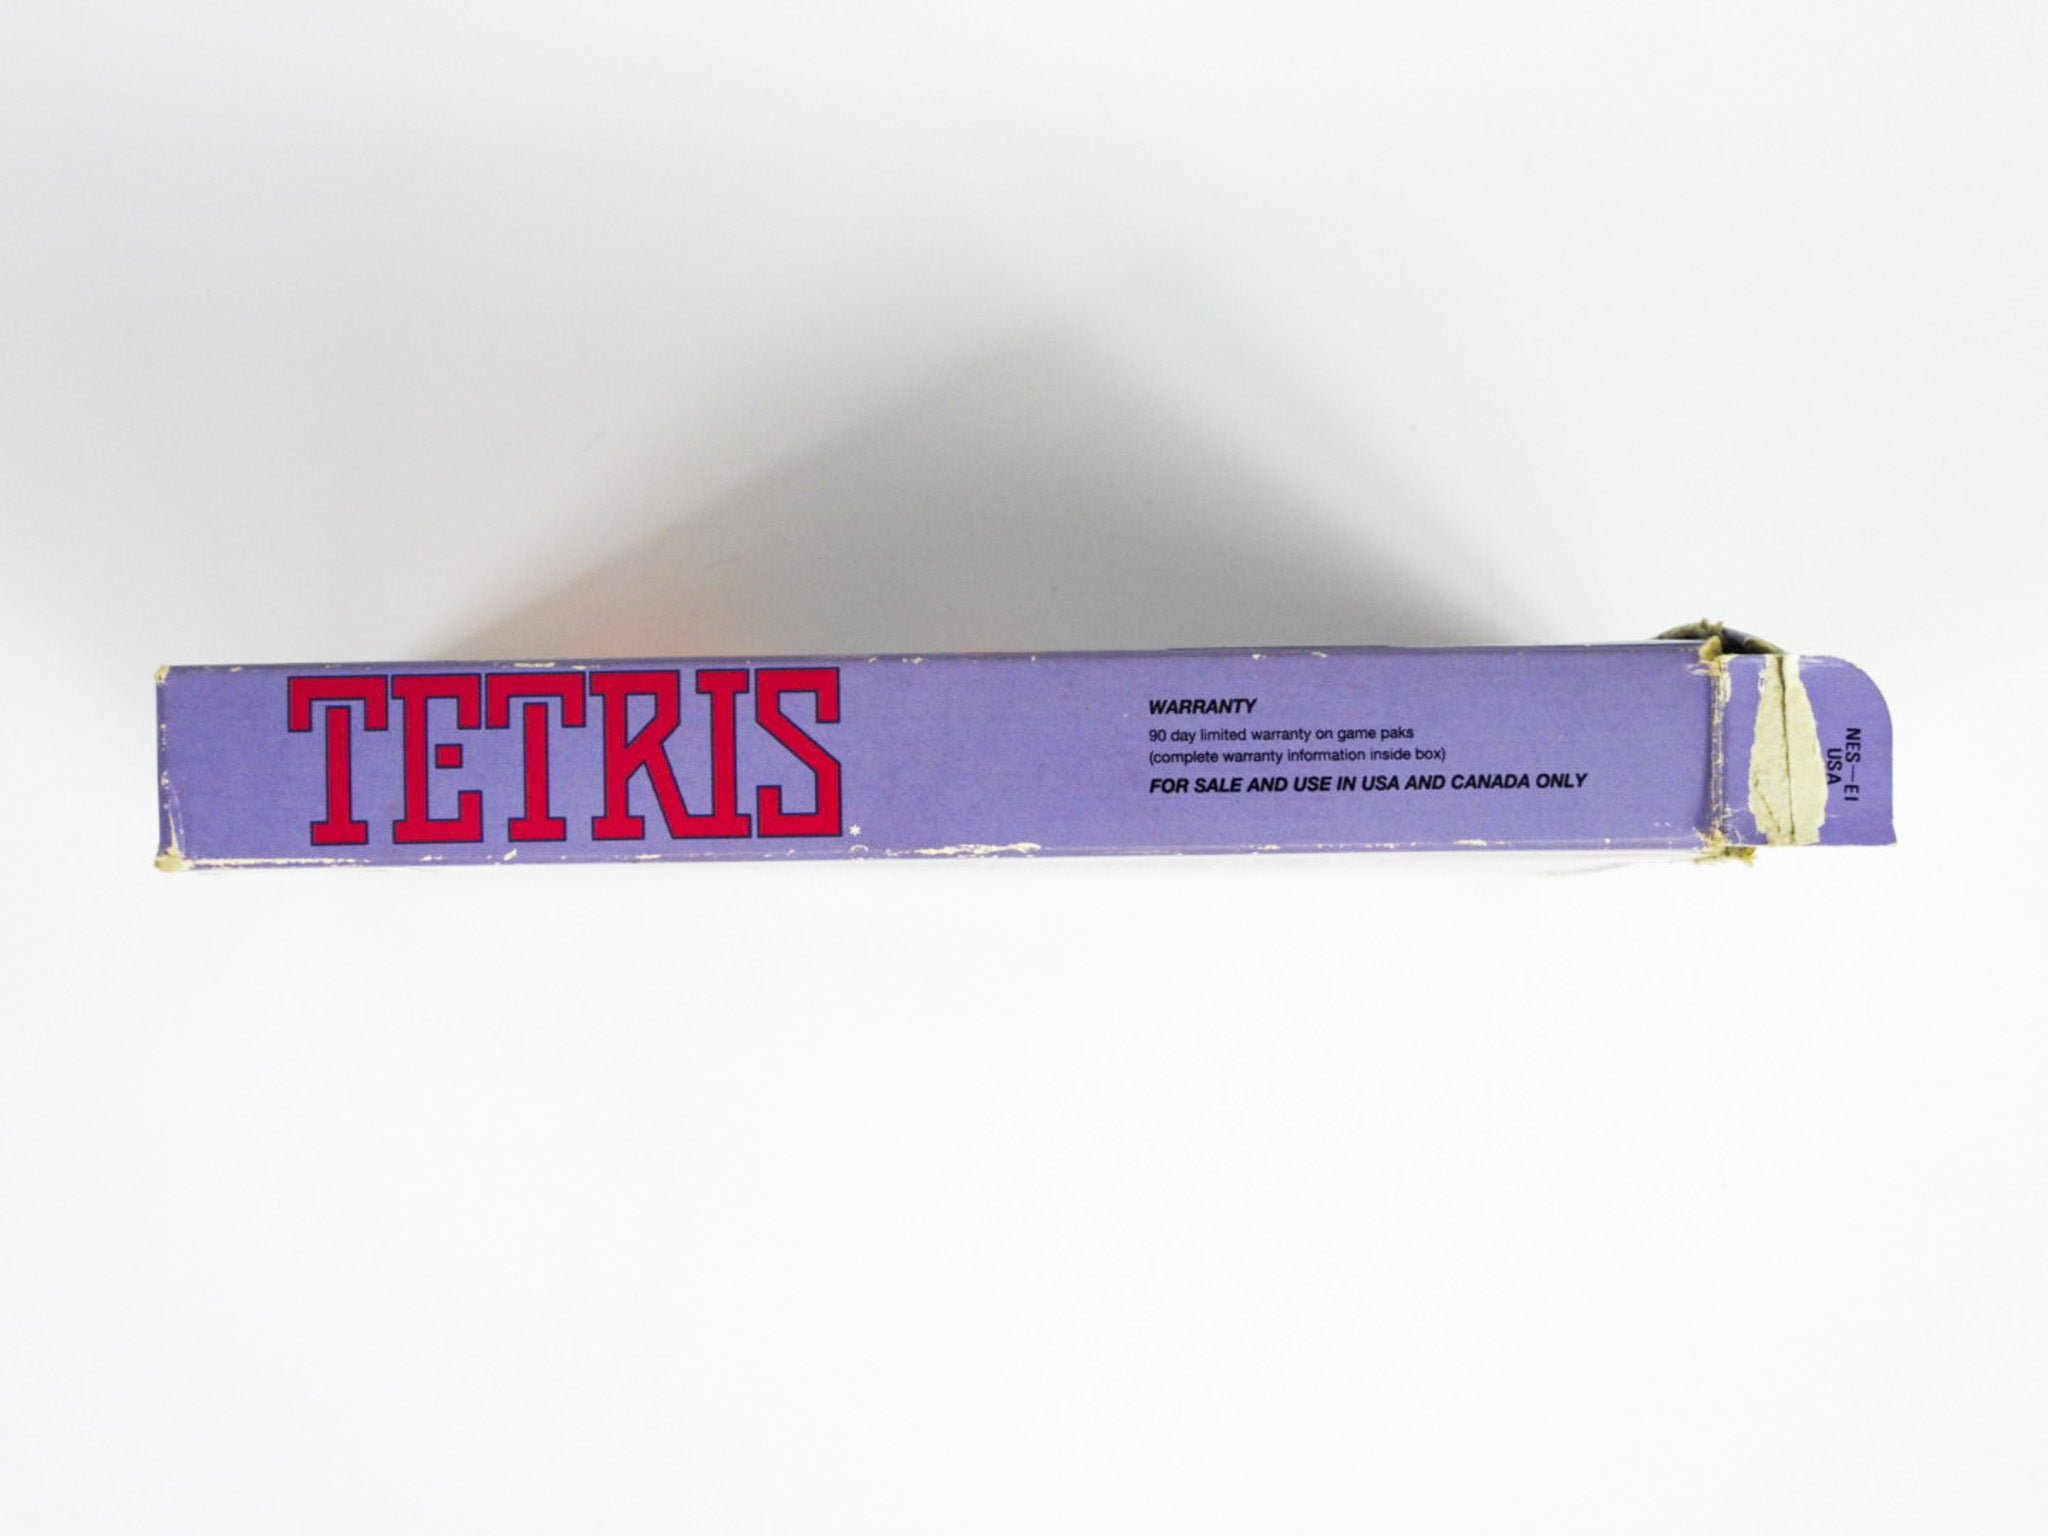 TETRIS*
WARRANTY
90 day limited warranty on game paks
(complete warranty information inside box)
FOR SALE AND USE IN USA AND CANADA ONLY
NES—EI
USA